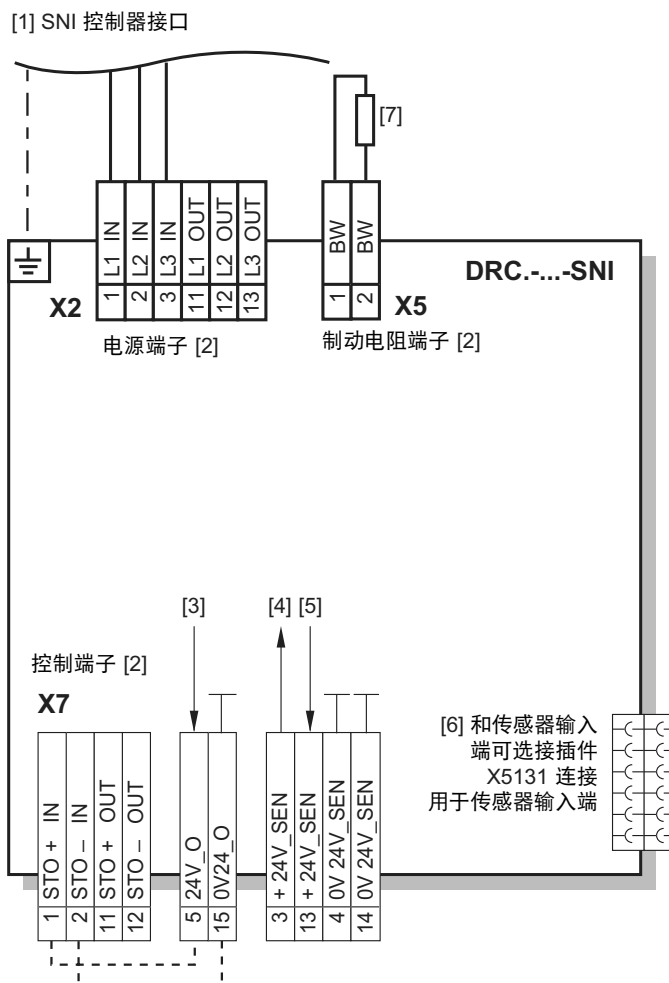 [1] SNI 控制器接口
[7]
1 L1 IN
2 L2 IN
3 L3 IN
11 L1 OUT
12 L2 OUT
13 L3 OUT
1 BW
2 BW
DRC.-...-SNI
X2
X5
电源端子 [2]
制动电阻端子 [2]
[3]
[4] [5]
控制端子 [2]
X7
[6] 和传感器输入
端可选接插件
X5131 连接
用于传感器输入端
1 STO + IN
2 STO – IN
11 STO + OUT
12 STO – OUT
5 24V_O
15 0V24_O
3 + 24V_SEN
13 + 24V_SEN
4 0V 24V_SEN
14 0V 24V_SEN